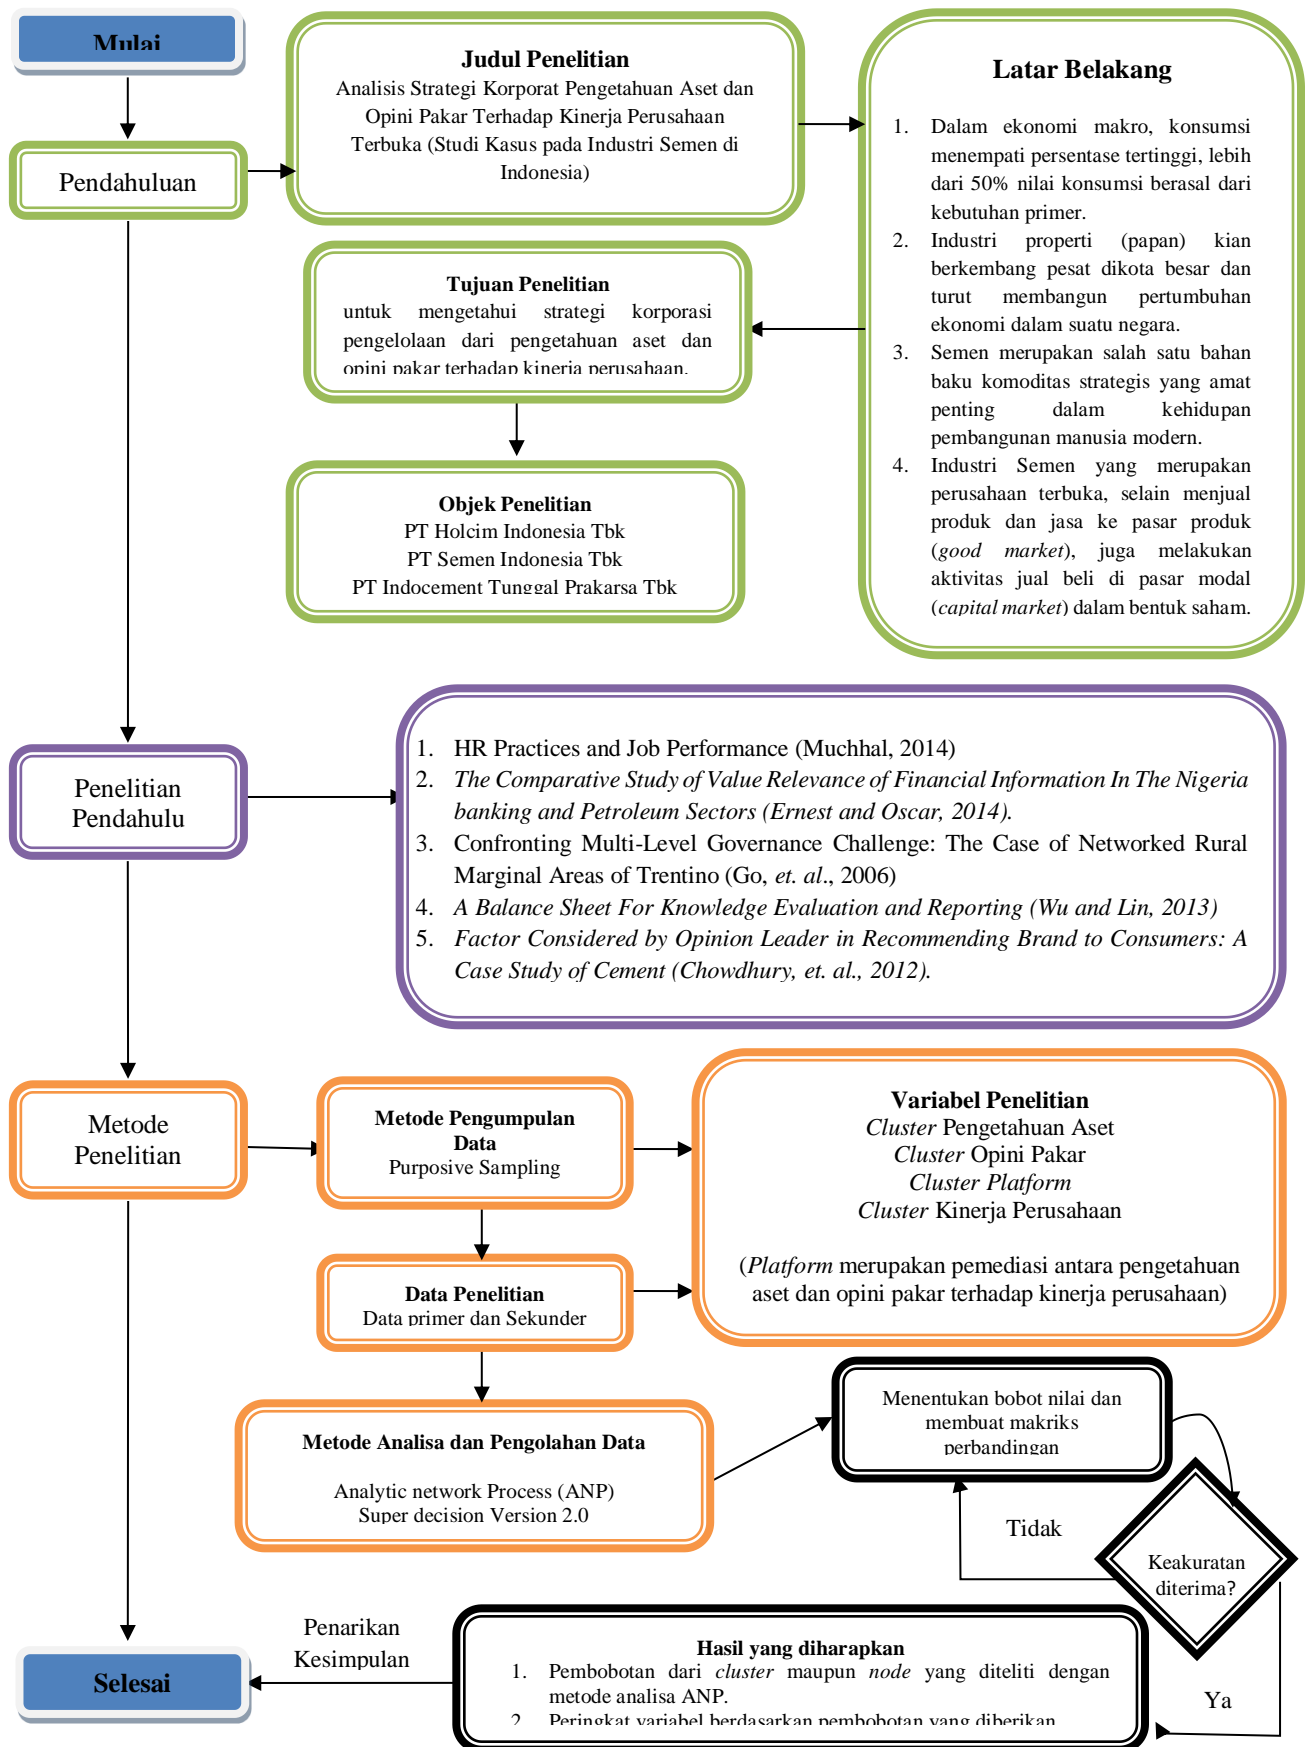 Mulai
Judul Penelitian
Analisis Strategi Korporat Pengetahuan Aset dan
Opini Pakar Terhadap Kinerja Perusahaan
Terbuka (Studi Kasus pada Industri Semen di
Indonesia)
Latar Belakang
1. Dalam ekonomi makro, konsumsi
menempati persentase tertinggi, lebih
dari 50% nilai konsumsi berasal dari
kebutuhan primer.
2. Industri properti (papan) kian
berkembang pesat dikota besar dan
turut membangun pertumbuhan
ekonomi dalam suatu negara.
3. Semen merupakan salah satu bahan
baku komoditas strategis yang amat
penting dalam kehidupan
pembangunan manusia modern.
4. Industri Semen yang merupakan
perusahaan terbuka, selain menjual
produk dan jasa ke pasar produk
(good market), juga melakukan
aktivitas jual beli di pasar modal
(capital market) dalam bentuk saham.
Pendahuluan
Tujuan Penelitian
untuk mengetahui strategi korporasi
pengelolaan dari pengetahuan aset dan
opini pakar terhadap kinerja perusahaan.
Objek Penelitian
PT Holcim Indonesia Tbk
PT Semen Indonesia Tbk
PT Indocement Tunggal Prakarsa Tbk
Penelitian
Pendahulu
1. HR Practices and Job Performance (Muchhal, 2014)
2. The Comparative Study of Value Relevance of Financial Information In The Nigeria
banking and Petroleum Sectors (Ernest and Oscar, 2014).
3. Confronting Multi-Level Governance Challenge: The Case of Networked Rural
Marginal Areas of Trentino (Go, et. al., 2006)
4. A Balance Sheet For Knowledge Evaluation and Reporting (Wu and Lin, 2013)
5. Factor Considered by Opinion Leader in Recommending Brand to Consumers: A
Case Study of Cement (Chowdhury, et. al., 2012).
Metode
Penelitian
Metode Pengumpulan
Data
Purposive Sampling
Variabel Penelitian
Cluster Pengetahuan Aset
Cluster Opini Pakar
Cluster Platform
Cluster Kinerja Perusahaan
(Platform merupakan pemediasi antara pengetahuan
aset dan opini pakar terhadap kinerja perusahaan)
Data Penelitian
Data primer dan Sekunder
Metode Analisa dan Pengolahan Data
Analytic network Process (ANP)
Super decision Version 2.0
Menentukan bobot nilai dan
membuat makriks
perbandingan
Tidak
Keakuratan
diterima?
Ya
Hasil yang diharapkan
1. Pembobotan dari cluster maupun node yang diteliti dengan
metode analisa ANP.
2. Peringkat variabel berdasarkan pembobotan yang diberikan
Penarikan
Kesimpulan
Selesai